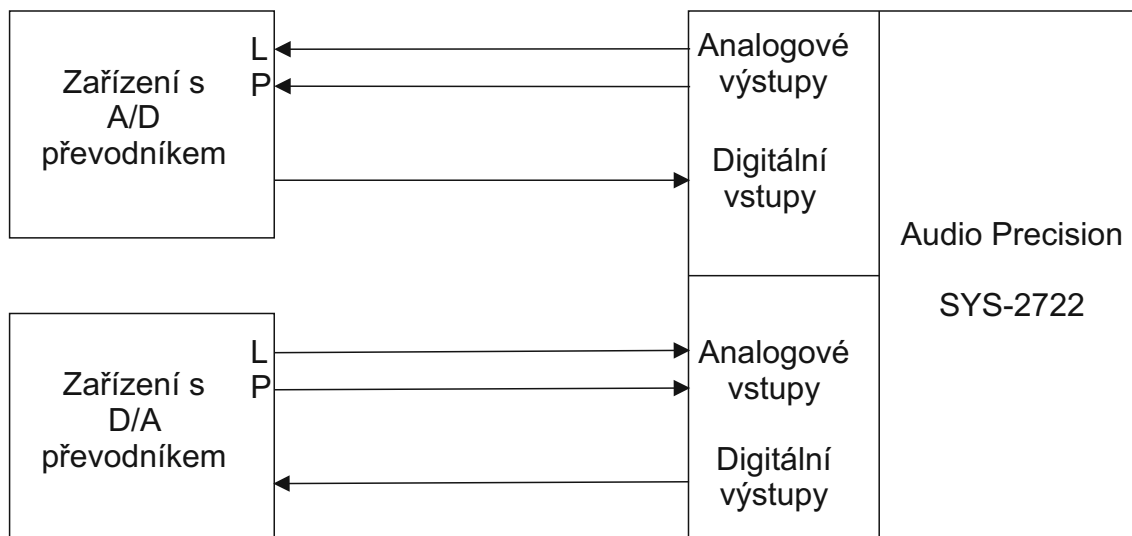 Zařízení s
A/D
převodníkem
L
P
Analogové
výstupy
Digitální
vstupy
Audio Precision
SYS-2722
Zařízení s
D/A
převodníkem
L
P
Analogové
vstupy
Digitální
výstupy